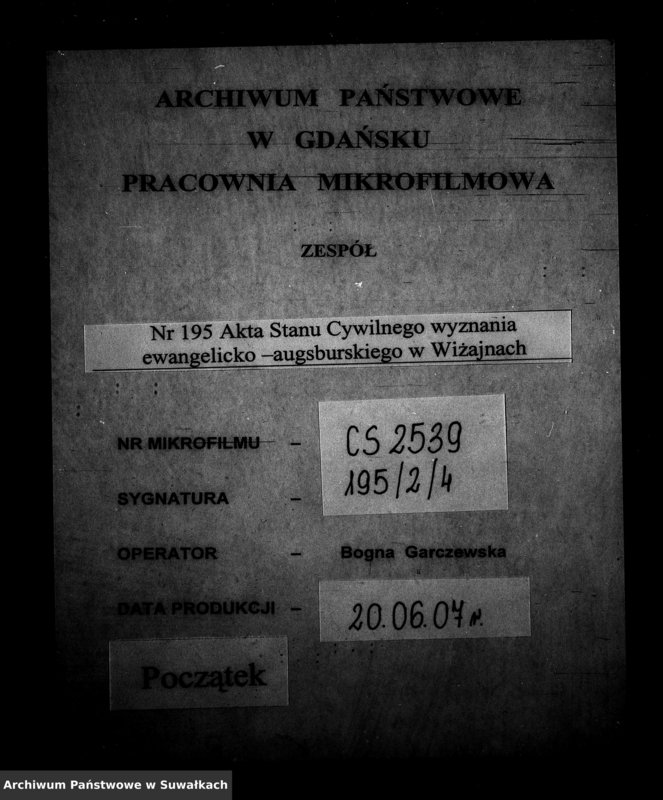 ARCHIWUM PAŃSTWOWE
W GDAŃSKU
PRACOWNIA MIKROFILMOWA
ZESPÓŁ
Nr 195 Akta Stanu Cywilnego wyznania
ewangelicko –augsburskiego w Wiżajnach
NR MIKROFILMU – CS 2539
SYGNATURA – 195/2/4
OPERATOR – Bogna Garczewska
DATA PRODUKCJI – 20.06.07 r.
Początek
Archiwum Państwowe w Suwałkach